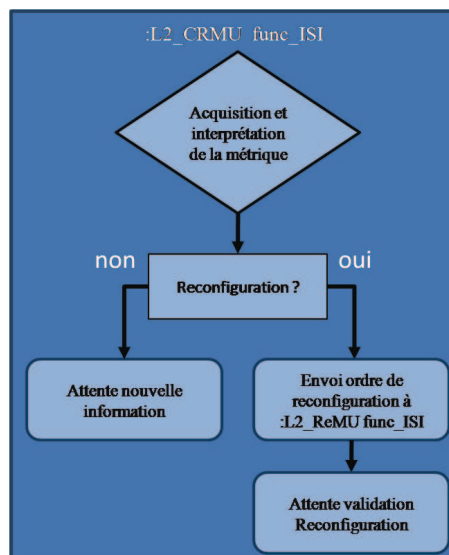 :L2_CRMU func_ISI
Acquisition et
interprétation
de la métrique
non
oui
Reconfiguration ?
Attente nouvelle
information
Envoi ordre de
reconfiguration à
:L2_ReMU func_ISI
Attente validation
Reconfiguration